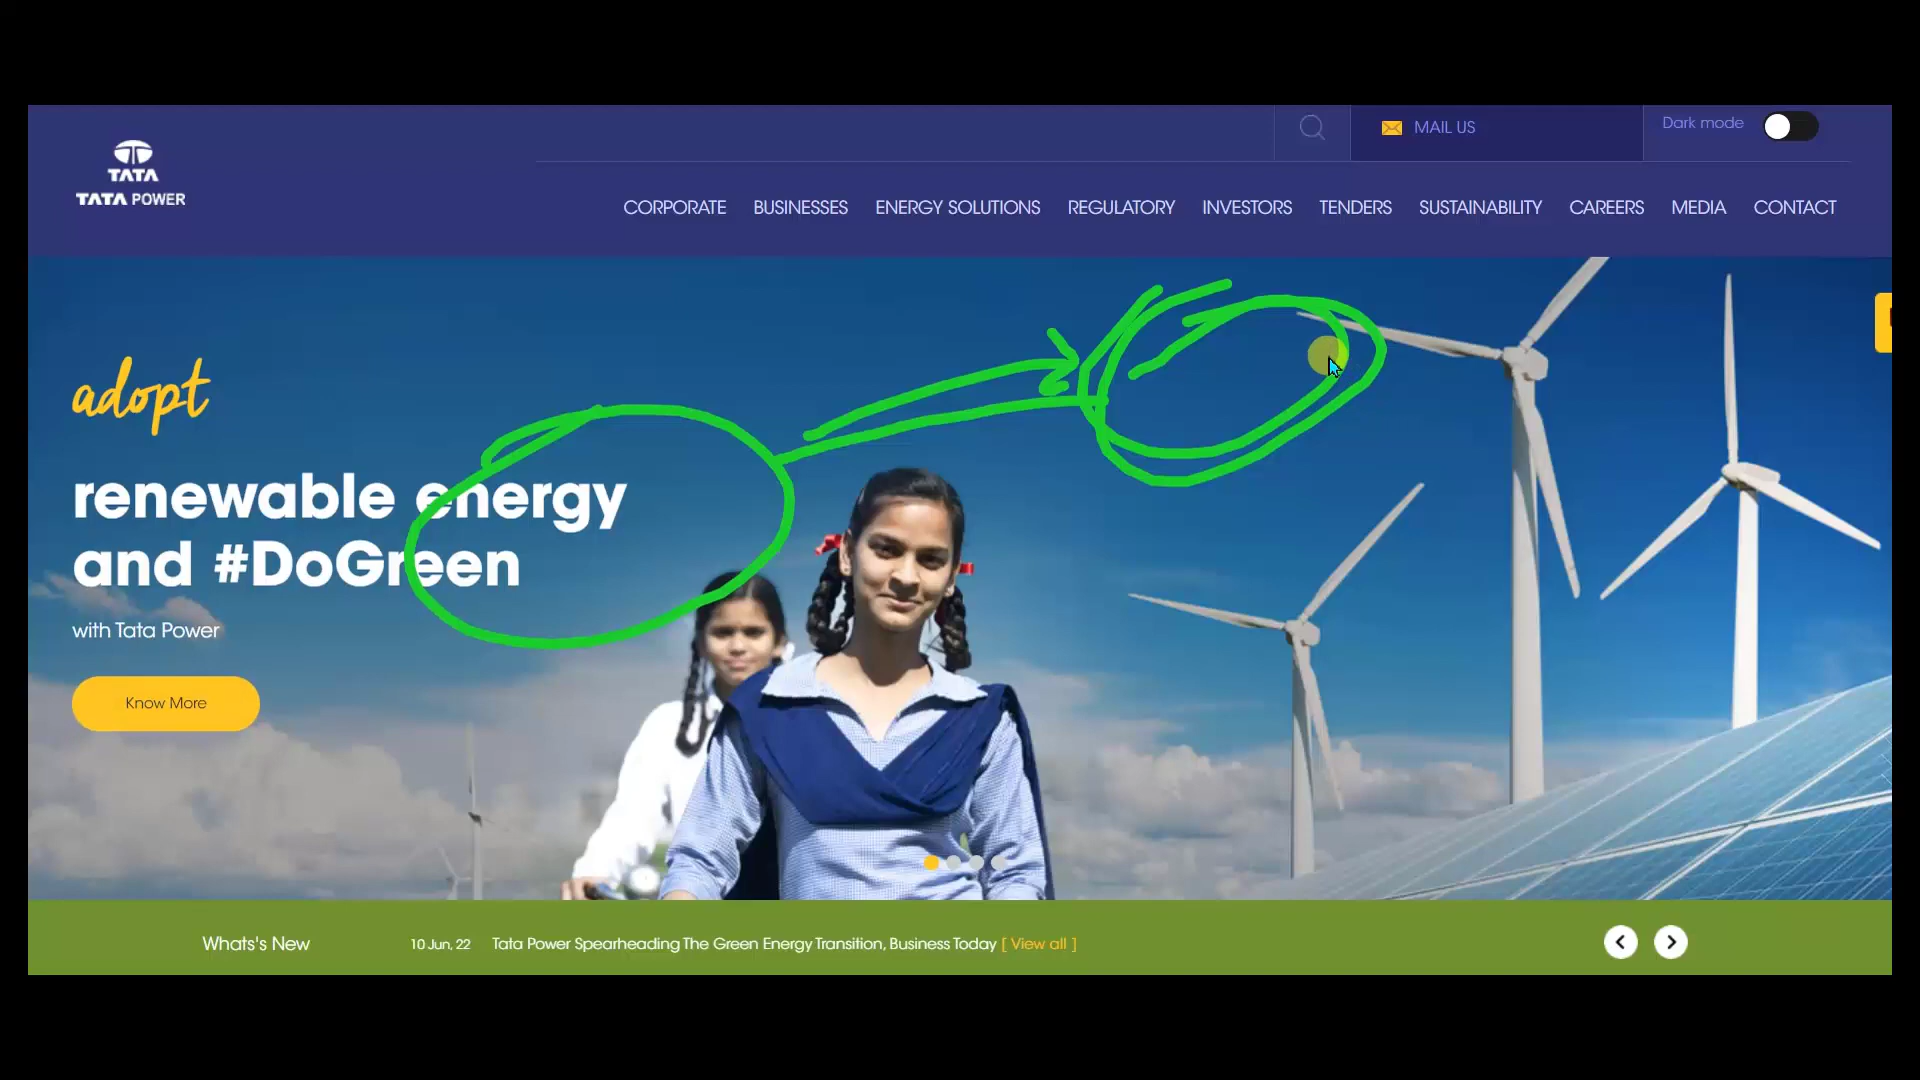 MAIL US
Dark mode
TATA
TATA POWER
CORPORATE BUSINESSES ENERGY SOLUTIONS REGULATORY INVESTORS TENDERS SUSTAINABILITY CAREERS MEDIA CONTACT
adopt
renewable energy
and #DoGreen
with Tata Power
Know More
Whats's New 10 Jun, 22 Tata Power Spearheading The Green Energy Transition, Business Today [ View all ]